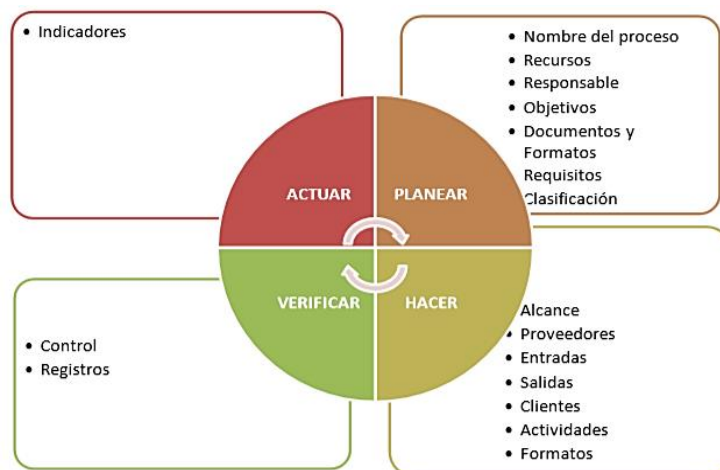 • Indicadores
• Nombre del proceso
• Recursos
• Responsable
• Objetivos
• Documentos y
Formatos
Requisitos
Clasificación
ACTUAR
PLANEAR
VERIFICAR
HACER
• Control
• Registros
Alcance
• Proveedores
• Entradas
• Salidas
• Clientes
• Actividades
• Formatos